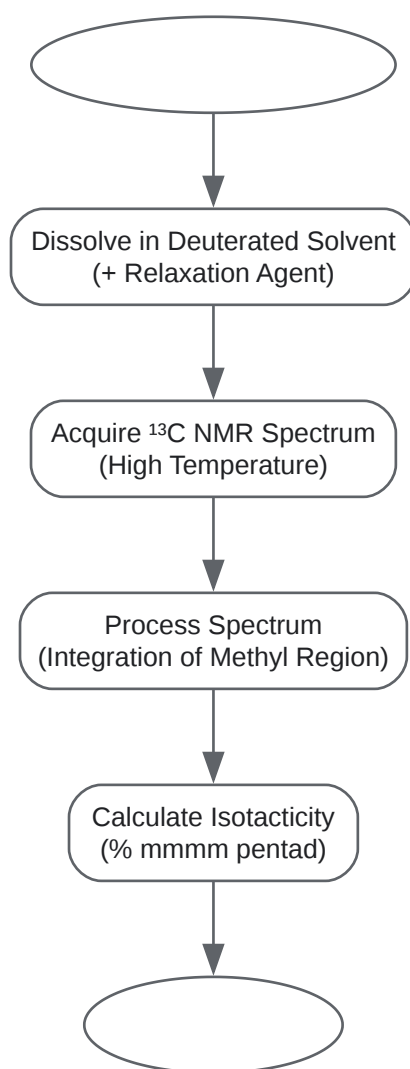 Dissolve in Deuterated Solvent
(+ Relaxation Agent)
Acquire ¹³C NMR Spectrum
(High Temperature)
Process Spectrum
(Integration of Methyl Region)
Calculate Isotacticity
(% mmmm pentad)